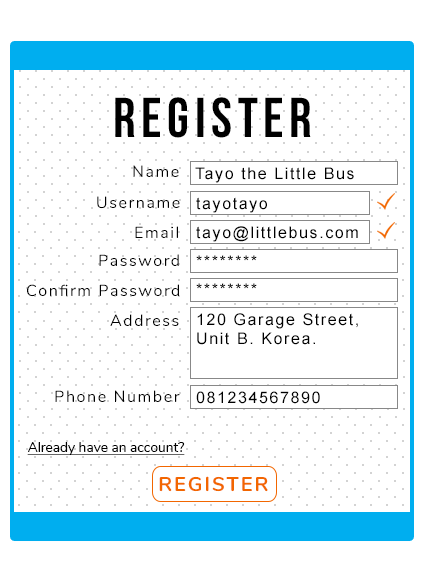 REGISTER
Name Tayo the Little Bus
Username tayotayo
Email tayo@littlebus.com
Password ********
Confirm Password ********
Address 120 Garage Street,
Unit B. Korea.
Phone Number 081234567890
Already have an account?
REGISTER